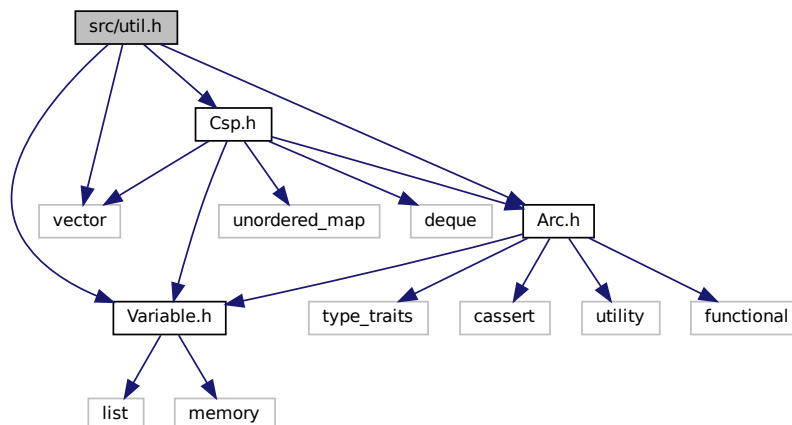 src/util.h
Csp.h
vector
unordered_map
deque
Arc.h
Variable.h
type_traits
cassert
utility
functional
list
memory